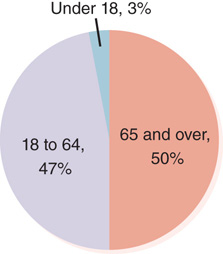 Under 18, 3%
18 to 64,
47%
65 and over,
50%